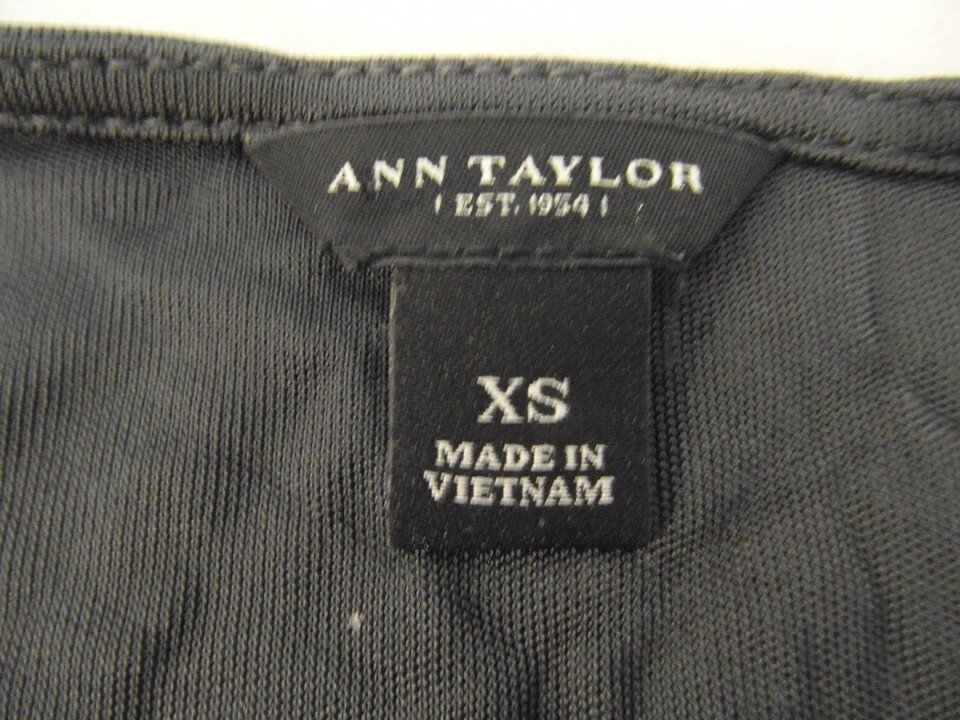 ANN TAYLOR
EST. 1954
XS
MADE IN
VIETNAM